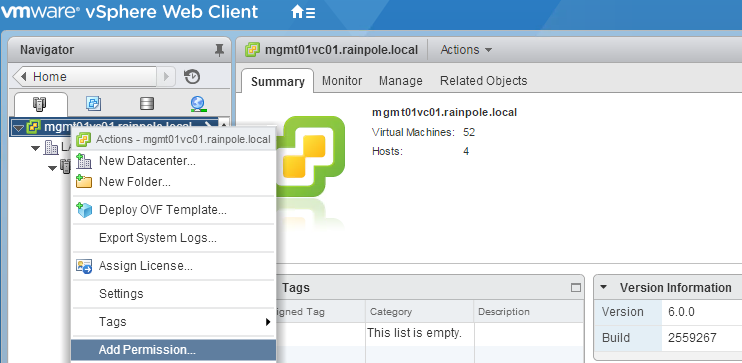 vmware® vSphere Web Client
Navigator
Home
mgmt01vc01.rainpole.local
Actions - mgmt01vc01.rainpole.local
New Datacenter...
New Folder...
Deploy OVF Template...
Export System Logs...
Assign License...
Settings
Tags
Add Permission...
mgmt01vc01.rainpole.local Actions
Summary Monitor Manage Related Objects
mgmt01vc01.rainpole.local
Virtual Machines: 52
Hosts: 4
Tags
igned Tag Category Description
This list is empty.
Version Information
Version 6.0.0
Build 2559267